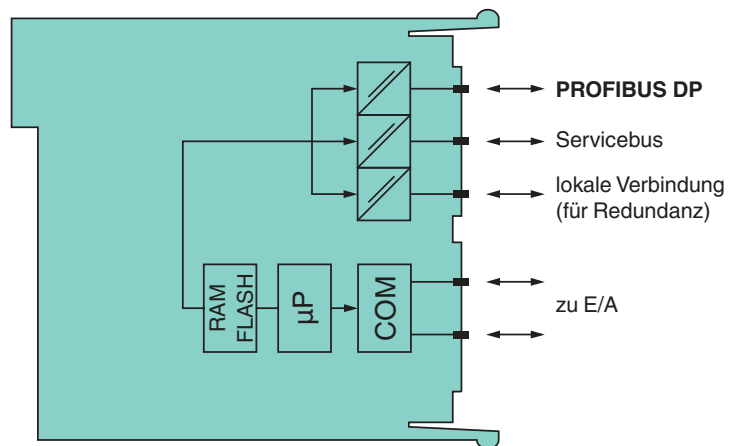 PROFIBUS DP
Servicebus
lokale Verbindung
(für Redundanz)
RAM
FLASH
µP
COM
zu E/A